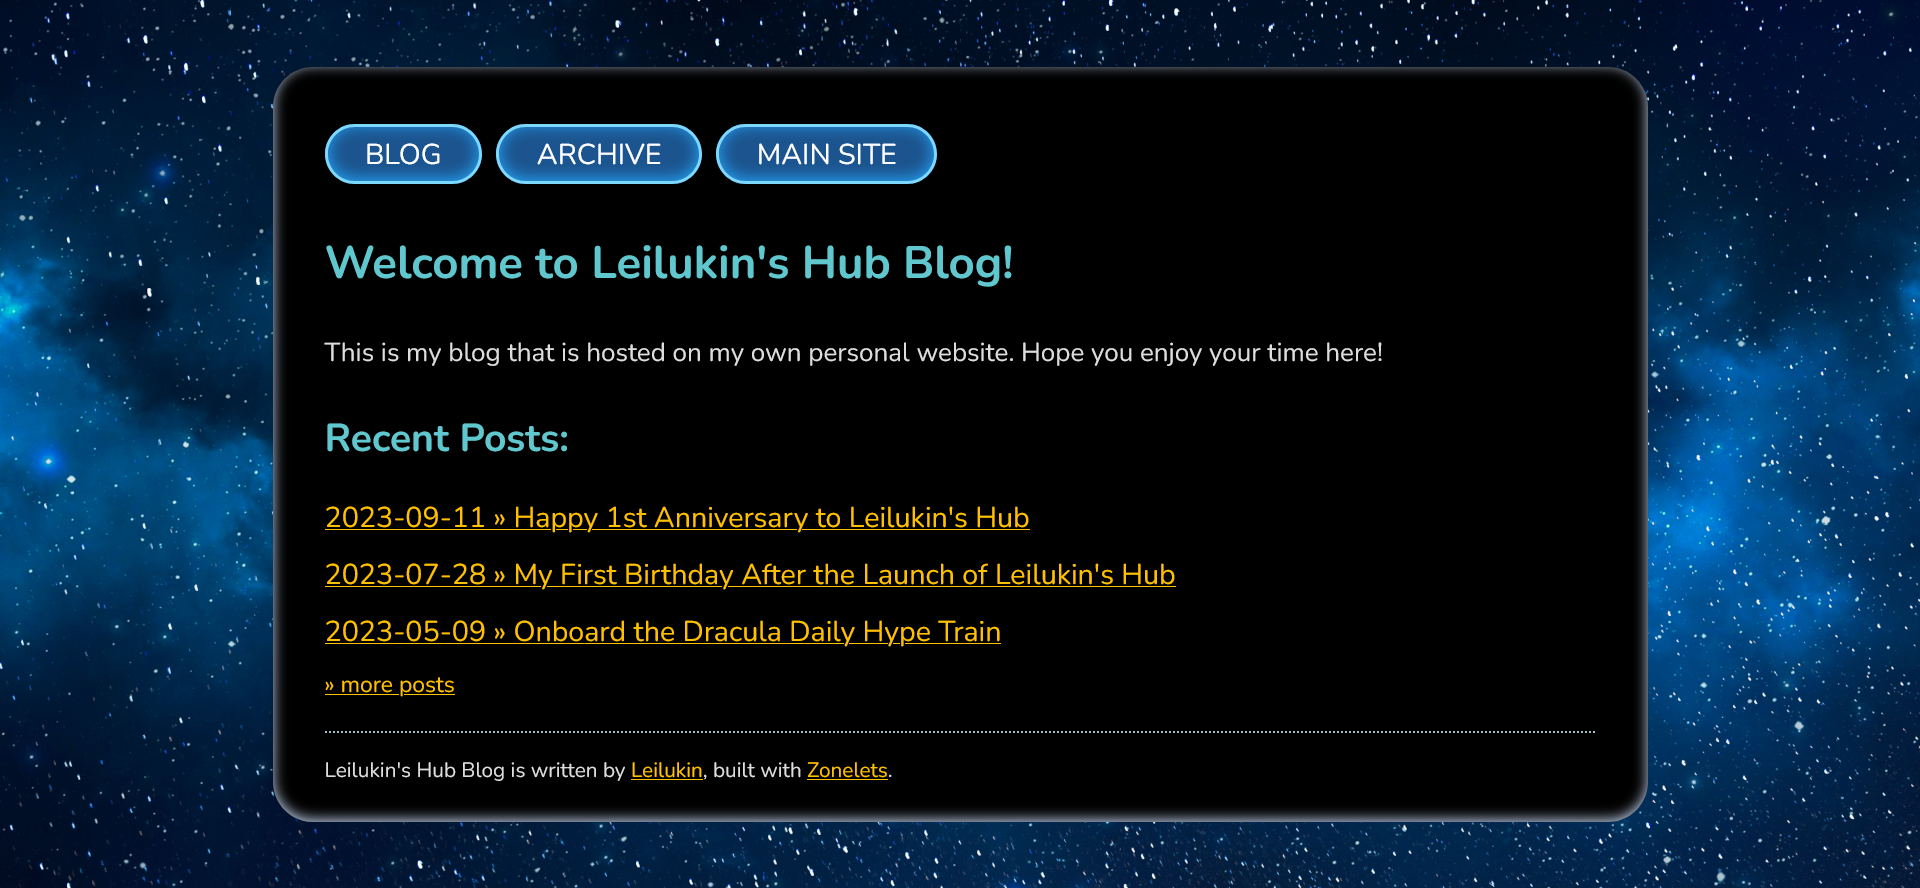 BLOG ARCHIVE MAIN SITE
Welcome to Leilukin's Hub Blog!
This is my blog that is hosted on my own personal website. Hope you enjoy your time here!
Recent Posts:
2023-09-11 » Happy 1st Anniversary to Leilukin's Hub
2023-07-28 » My First Birthday After the Launch of Leilukin's Hub
2023-05-09 » Onboard the Dracula Daily Hype Train
» more posts
Leilukin's Hub Blog is written by Leilukin, built with Zonelets.